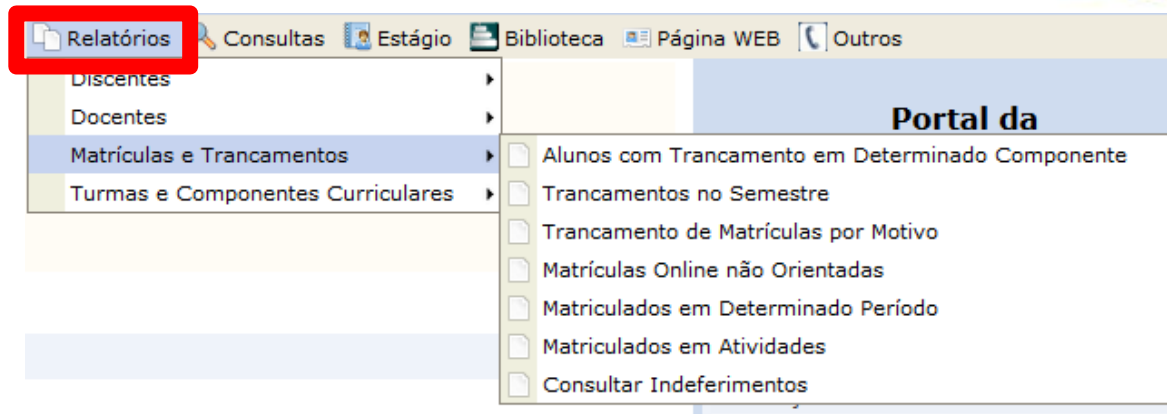 Relatórios Consultas Estágio Biblioteca Página WEB Outros
Discentes
Docentes
Matrículas e Trancamentos
Turmas e Componentes Curriculares
Portal da
Alunos com Trancamento em Determinado Componente
Trancamentos no Semestre
Trancamento de Matrículas por Motivo
Matrículas Online não Orientadas
Matriculados em Determinado Período
Matriculados em Atividades
Consultar Indeferimentos